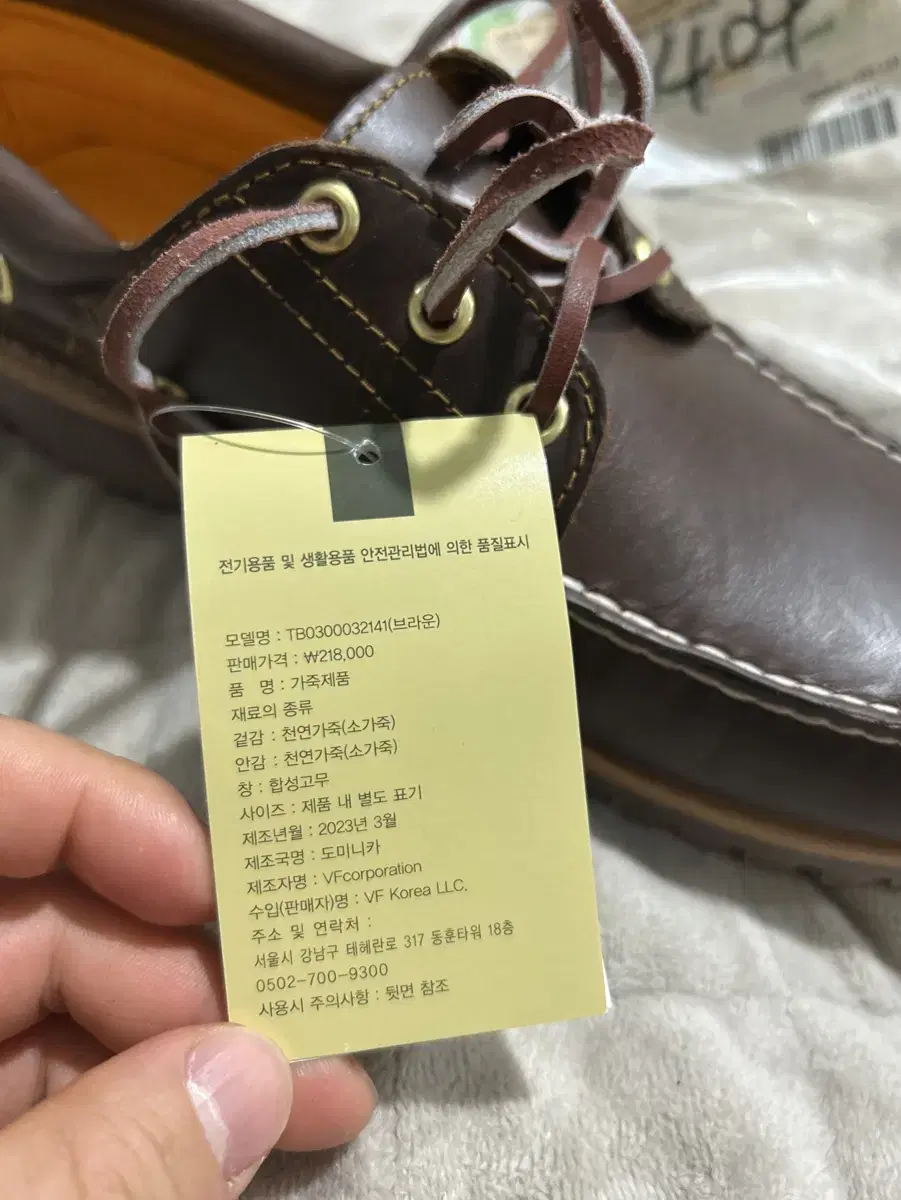 404
전기용품 및 생활용품 안전관리법에 의한 품질표시
모델명 : TB0300032141(브라운)
판매가격 : ₩218,000
품 명 : 가죽제품
재료의 종류
겉감 : 천연가죽(소가죽)
안감 : 천연가죽(소가죽)
창 : 합성고무
사이즈 : 제품 내 별도 표기
제조년월 : 2023년 3월
제조국명 : 도미니카
제조자명 : VFcorporation
수입(판매자)명 : VF Korea LLC.
주소 및 연락처 :
서울시 강남구 테헤란로 317 동훈타워 18층
0502-700-9300
사용시 주의사항 : 뒷면 참조